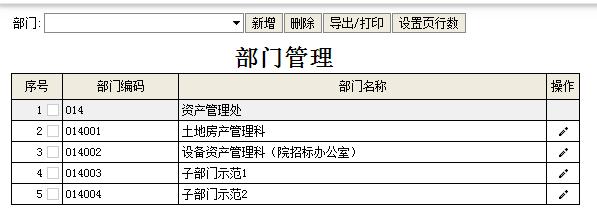 部门: 新增 删除 导出/打印 设置页行数
部门管理
序号 部门编码 部门名称 操作
1 014 资产管理处
2 014001 土地房产管理科
3 014002 设备资产管理科（院招标办公室）
4 014003 子部门示范1
5 014004 子部门示范2